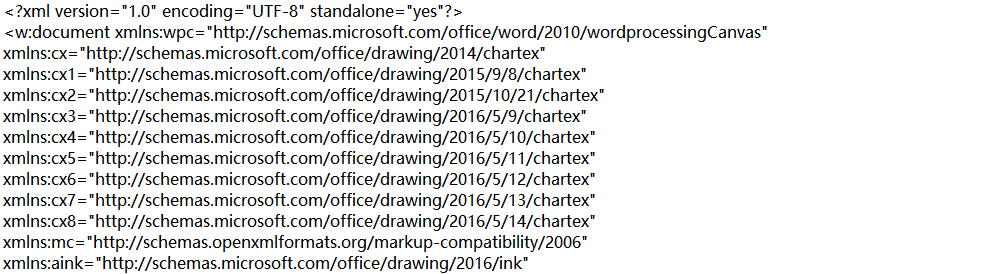 <?xml version="1.0" encoding="UTF-8" standalone="yes"?>
<w:document xmlns:wpc="http://schemas.microsoft.com/office/word/2010/wordprocessingCanvas"
xmlns:cx="http://schemas.microsoft.com/office/drawing/2014/chartex"
xmlns:cx1="http://schemas.microsoft.com/office/drawing/2015/9/8/chartex"
xmlns:cx2="http://schemas.microsoft.com/office/drawing/2015/10/21/chartex"
xmlns:cx3="http://schemas.microsoft.com/office/drawing/2016/5/9/chartex"
xmlns:cx4="http://schemas.microsoft.com/office/drawing/2016/5/10/chartex"
xmlns:cx5="http://schemas.microsoft.com/office/drawing/2016/5/11/chartex"
xmlns:cx6="http://schemas.microsoft.com/office/drawing/2016/5/12/chartex"
xmlns:cx7="http://schemas.microsoft.com/office/drawing/2016/5/13/chartex"
xmlns:cx8="http://schemas.microsoft.com/office/drawing/2016/5/14/chartex"
xmlns:mc="http://schemas.openxmlformats.org/markup-compatibility/2006"
xmlns:aink="http://schemas.microsoft.com/office/drawing/2016/ink"